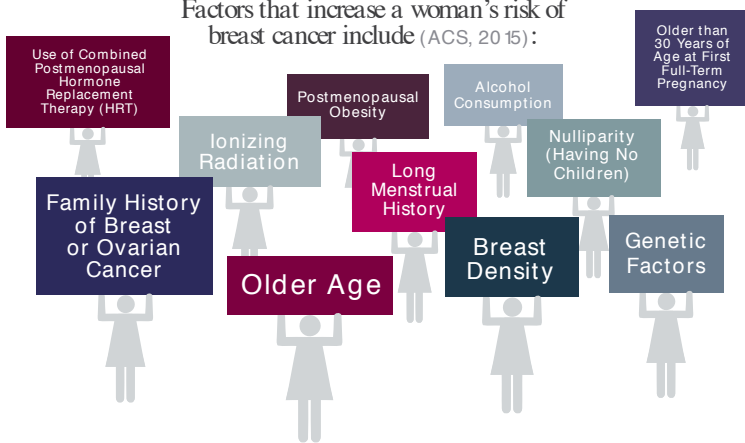 Factors that increase a woman's risk of
breast cancer include (ACS, 2015):
Use of Combined
Postmenopausal
Hormone
Replacement
Therapy (HRT)
Postmenopausal
Obesity
Alcohol
Consumption
Older than
30 Years of
Age at First
Full-Term
Pregnancy
Ionizing
Radiation
Nulliparity
(Having No
Children)
Long
Menstrual
History
Family History
of Breast
or Ovarian
Cancer
Older Age
Breast
Density
Genetic
Factors